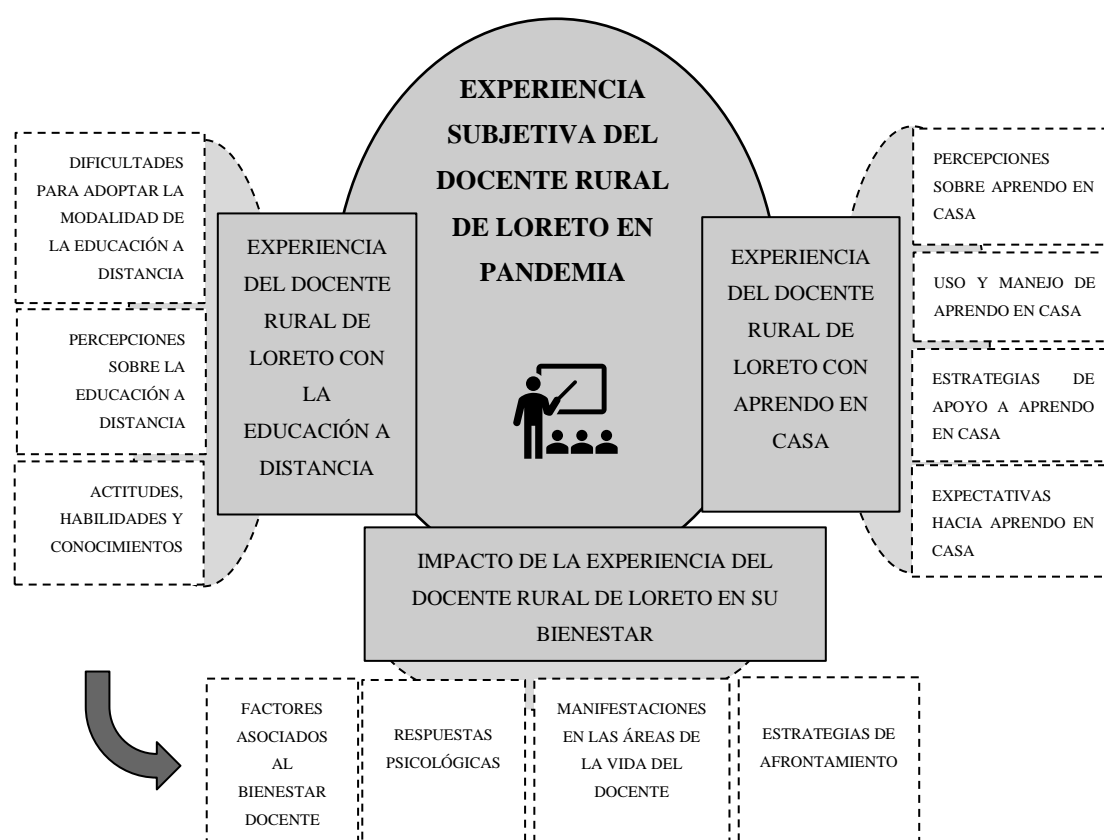 EXPERIENCIA
SUBJETIVA DEL
DOCENTE RURAL
DE LORETO EN
PANDEMIA
DIFICULTADES
PARA ADOPTAR LA
MODALIDAD DE
LA EDUCACIÓN A
DISTANCIA
PERCEPCIONES
SOBRE LA
EDUCACIÓN A
DISTANCIA
ACTITUDES,
HABILIDADES Y
CONOCIMIENTOS
EXPERIENCIA
DEL DOCENTE
RURAL DE
LORETO CON
LA
EDUCACIÓN A
DISTANCIA
EXPERIENCIA
DEL DOCENTE
RURAL DE
LORETO CON
APRENDO EN
CASA
PERCEPCIONES
SOBRE APRENDO EN
CASA
USO Y MANEJO DE
APRENDO EN CASA
ESTRATEGIAS DE
APOYO A APRENDO
EN CASA
EXPECTATIVAS
HACIA APRENDO EN
CASA
IMPACTO DE LA EXPERIENCIA DEL
DOCENTE RURAL DE LORETO EN SU
BIENESTAR
FACTORES
ASOCIADOS
AL
BIENESTAR
DOCENTE
RESPUESTAS
PSICOLÓGICAS
MANIFESTACIONES
EN LAS ÁREAS DE
LA VIDA DEL
DOCENTE
ESTRATEGIAS DE
AFRONTAMIENTO